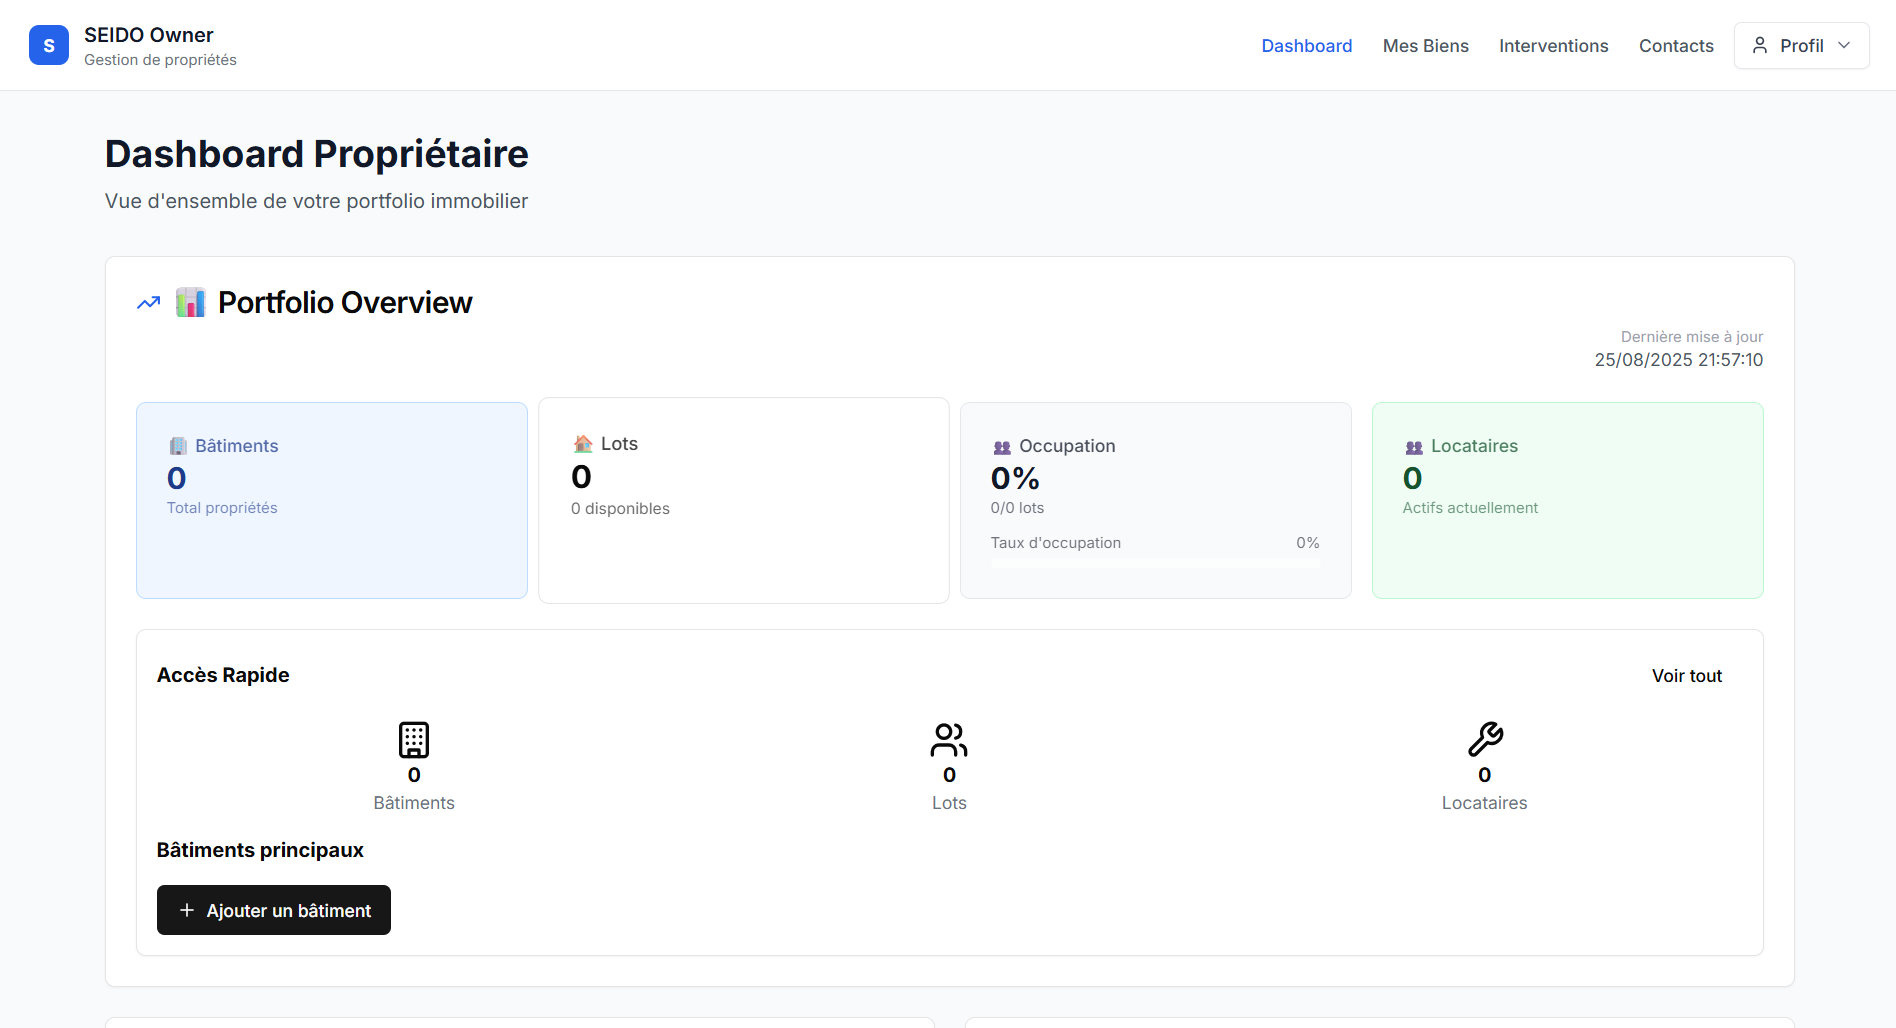 S
SEIDO Owner
Gestion de propriétés
Dashboard
Mes Biens
Interventions
Contacts
Profil
Dashboard Propriétaire
Vue d'ensemble de votre portfolio immobilier
Portfolio Overview
Dernière mise à jour
25/08/2025 21:57:10
Bâtiments
0
Total propriétés
Lots
0
0 disponibles
Occupation
0%
0/0 lots
Taux d'occupation
0%
Locataires
0
Actifs actuellement
Accès Rapide
Voir tout
0
Bâtiments
0
Lots
0
Locataires
Bâtiments principaux
Ajouter un bâtiment